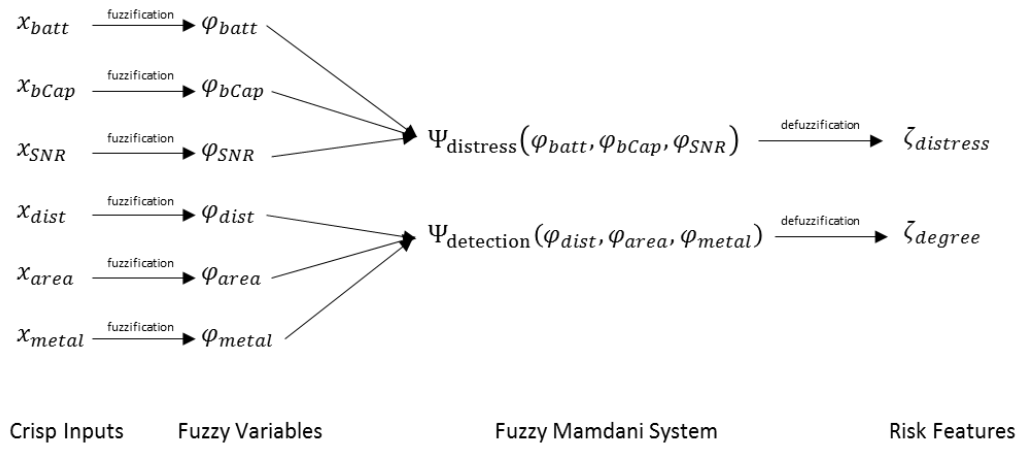 x_batt fuzzification φ_batt
x_bCap fuzzification φ_bCap
x_SNR fuzzification φ_SNR
Ψ_distress(φ_batt, φ_bCap, φ_SNR) defuzzification ζ_distress
x_dist fuzzification φ_dist
Ψ_detection(φ_dist, φ_area, φ_metal) defuzzification ζ_degree
x_area fuzzification φ_area
x_metal fuzzification φ_metal
Crisp Inputs Fuzzy Variables Fuzzy Mamdani System Risk Features